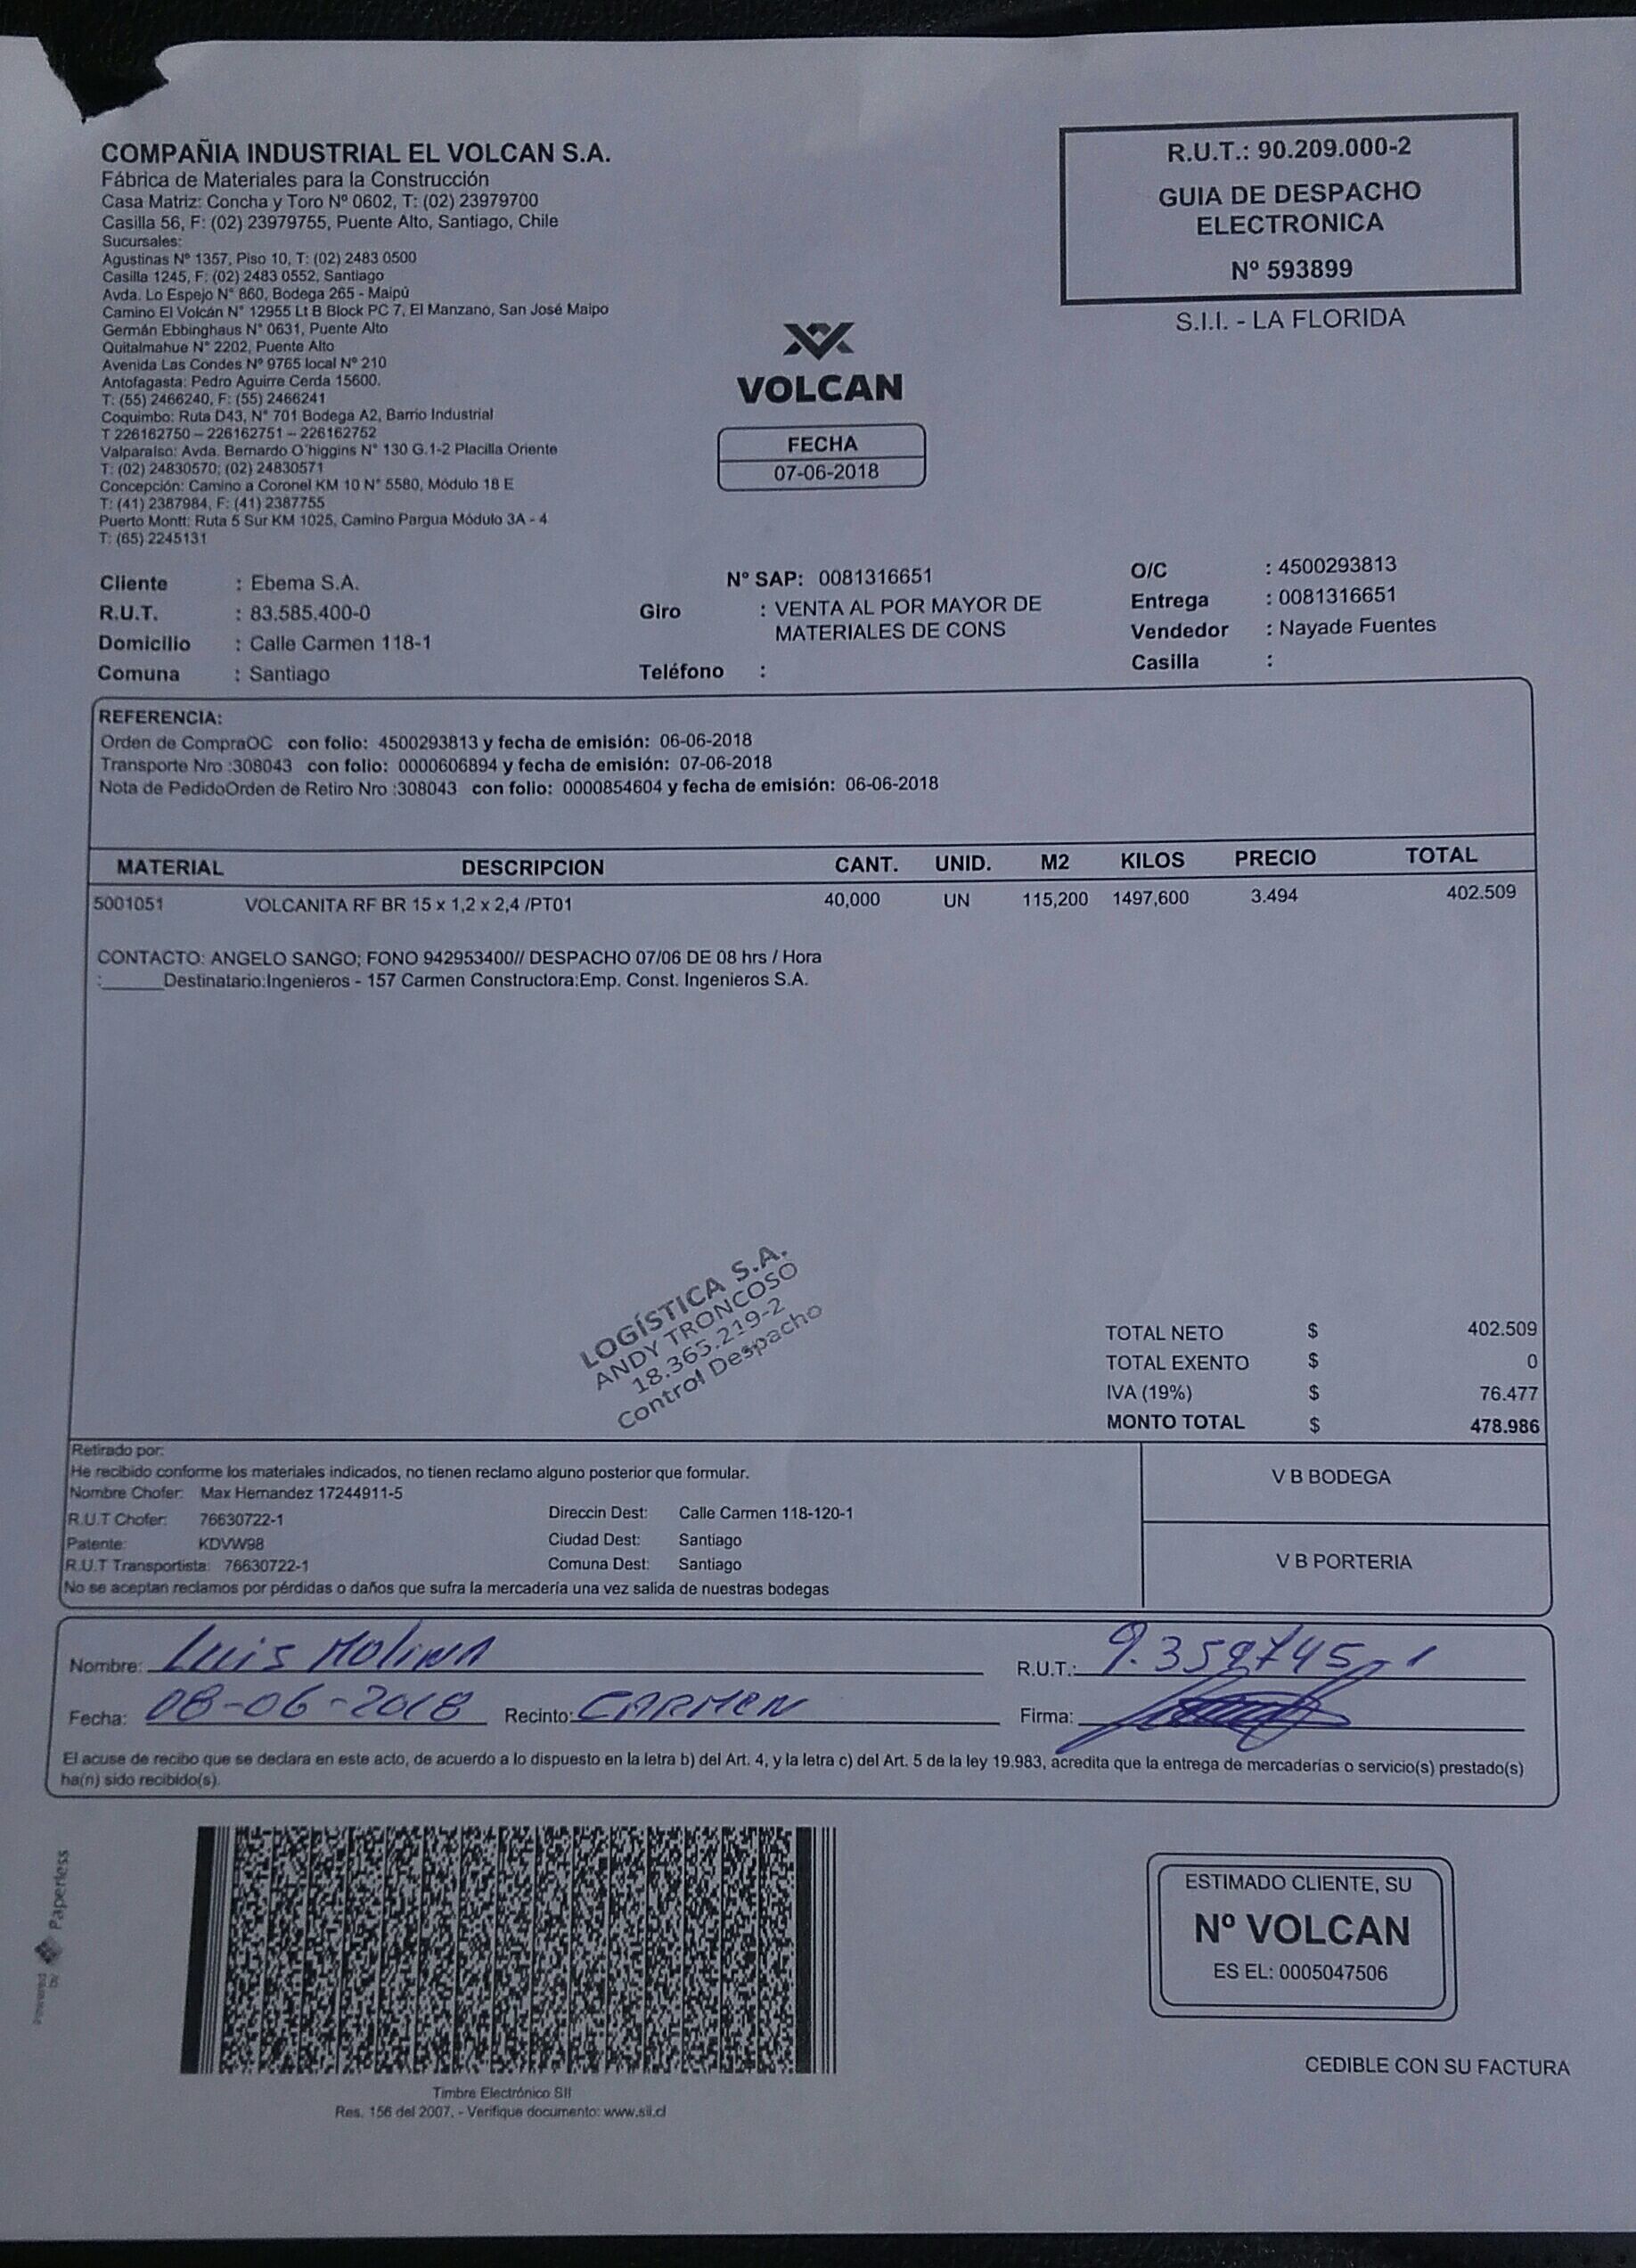 COMPAÑIA INDUSTRIAL EL VOLCAN S.A.
Fábrica de Materiales para la Construcción
Casa Matriz: Concha y Toro Nº 0602, T: (02) 23979700
Casilla 56, F: (02) 23979755, Puente Alto, Santiago, Chile
Sucursales:
Agustinas Nº 1357, Piso 10, T: (02) 2483 0500
Casilla 1245, F: (02) 2483 0552, Santiago
Avda. Lo Espejo N° 860, Bodega 265 - Maipú
Camino El Volcán N° 12955 Lt B Block PC 7, El Manzano, San José Maipo
Germán Ebbinghaus N° 0631, Puente Alto
Quitalmahue N° 2202, Puente Alto
Avenida Las Condes Nº 9765 local Nº 210
Antofagasta: Pedro Aguirre Cerda 15600.
T: (55) 2466240, F: (55) 2466241
Coquimbo: Ruta D43, N° 701 Bodega A2, Barrio Industrial
T 226162750 – 226162751 – 226162752
Valparaíso: Avda. Bernardo O'higgins N° 130 G.1-2 Placilla Oriente
T: (02) 24830570; (02) 24830571
Concepción: Camino a Coronel KM 10 N° 5580, Módulo 18 E
T: (41) 2387984, F: (41) 2387755
Puerto Montt: Ruta 5 Sur KM 1025, Camino Pargua Módulo 3A - 4
T: (65) 2245131
R.U.T.: 90.209.000-2
GUIA DE DESPACHO
ELECTRONICA
Nº 593899
S.I.I. - LA FLORIDA
VOLCAN
FECHA
07-06-2018
Cliente : Ebema S.A.
R.U.T. : 83.585.400-0
Domicilio : Calle Carmen 118-1
Comuna : Santiago
Nº SAP: 0081316651
Giro : VENTA AL POR MAYOR DE
MATERIALES DE CONS
Teléfono :
O/C : 4500293813
Entrega : 0081316651
Vendedor : Nayade Fuentes
Casilla :
REFERENCIA:
Orden de CompraOC con folio: 4500293813 y fecha de emisión: 06-06-2018
Transporte Nro :308043 con folio: 0000606894 y fecha de emisión: 07-06-2018
Nota de PedidoOrden de Retiro Nro :308043 con folio: 0000854604 y fecha de emisión: 06-06-2018
MATERIAL DESCRIPCION CANT. UNID. M2 KILOS PRECIO TOTAL
5001051 VOLCANITA RF BR 15 x 1,2 x 2,4 /PT01 40,000 UN 115,200 1497,600 3.494 402.509
CONTACTO: ANGELO SANGO; FONO 942953400// DESPACHO 07/06 DE 08 hrs / Hora
:______Destinatario:Ingenieros - 157 Carmen Constructora:Emp. Const. Ingenieros S.A.
LOGÍSTICA S.A.
ANDY TRONCOSO
18.365.219-2
Control Despacho
TOTAL NETO $ 402.509
TOTAL EXENTO $ 0
IVA (19%) $ 76.477
MONTO TOTAL $ 478.986
Retirado por:
He recibido conforme los materiales indicados, no tienen reclamo alguno posterior que formular.
Nombre Chofer: Max Hernandez 17244911-5
R.U.T Chofer: 76630722-1
Patente: KDVW98
R.U.T Transportista: 76630722-1
Direccin Dest: Calle Carmen 118-120-1
Ciudad Dest: Santiago
Comuna Dest: Santiago
No se aceptan reclamos por pérdidas o daños que sufra la mercadería una vez salida de nuestras bodegas
V B BODEGA
V B PORTERIA
Nombre: Luis Molina R.U.T.: 9.359745-1
Fecha: 08-06-2018 Recinto: CARMEN Firma:
El acuse de recibo que se declara en este acto, de acuerdo a lo dispuesto en la letra b) del Art. 4, y la letra c) del Art. 5 de la ley 19.983, acredita que la entrega de mercaderías o servicio(s) prestado(s)
ha(n) sido recibido(s).
Powered by Paperless
Timbre Electrónico SII
Res. 156 del 2007. - Verifique documento: www.sii.cl
ESTIMADO CLIENTE, SU
Nº VOLCAN
ES EL: 0005047506
CEDIBLE CON SU FACTURA